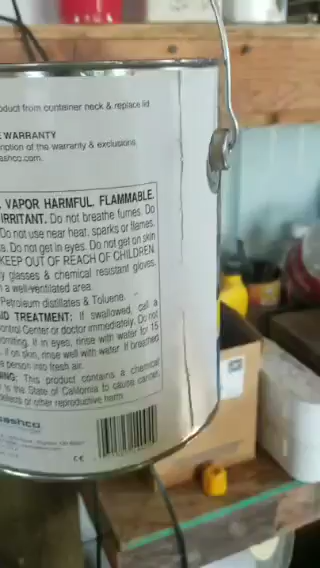 oduct from container neck & replace lid
E WARRANTY
ription of the warranty & exclusions,
ashco.com.
VAPOR HARMFUL. FLAMMABLE.
IRRITANT. Do not breathe fumes. Do
Do not use near heat, sparks or flames.
Do not get in eyes. Do not get on skin
KEEP OUT OF REACH OF CHILDREN.
y glasses & chemical resistant gloves.
n a well-ventilated area.
Petroleum distillates & Toluene.
ID TREATMENT: If swallowed, call a
ontrol Center or doctor immediately. Do not
omiting. If in eyes, rinse with water for 15
If on skin, rinse well with water. If breathed
e person into fresh air.
NING: This product contains a chemical
to the State of California to cause cancer,
defects or other reproductive harm.
sashco
CE